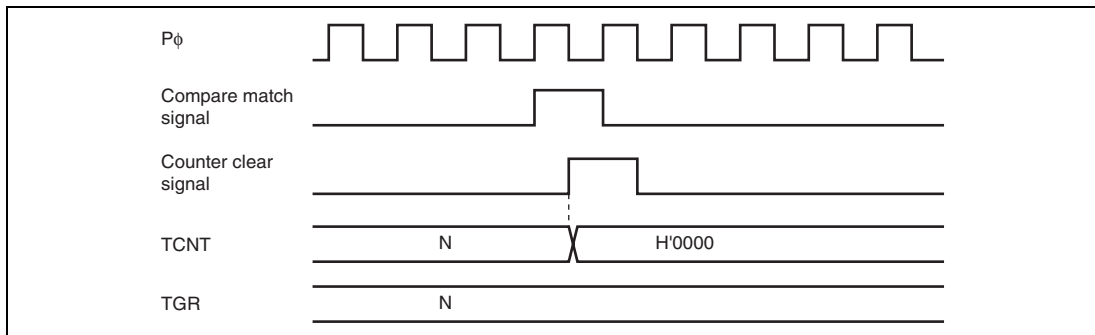 Pϕ
Compare match
signal
Counter clear
signal
TCNT
N
H'0000
TGR
N